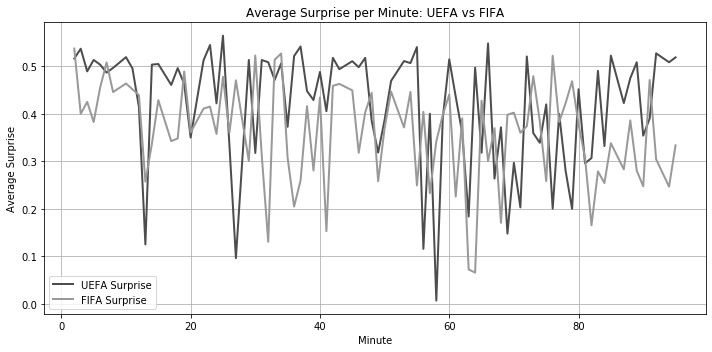 Average Surprise per Minute: UEFA vs FIFA
Average Surprise
0.5
0.4
0.3
0.2
0.1
0.0
UEFA Surprise
FIFA Surprise
0 20 40 60 80
Minute